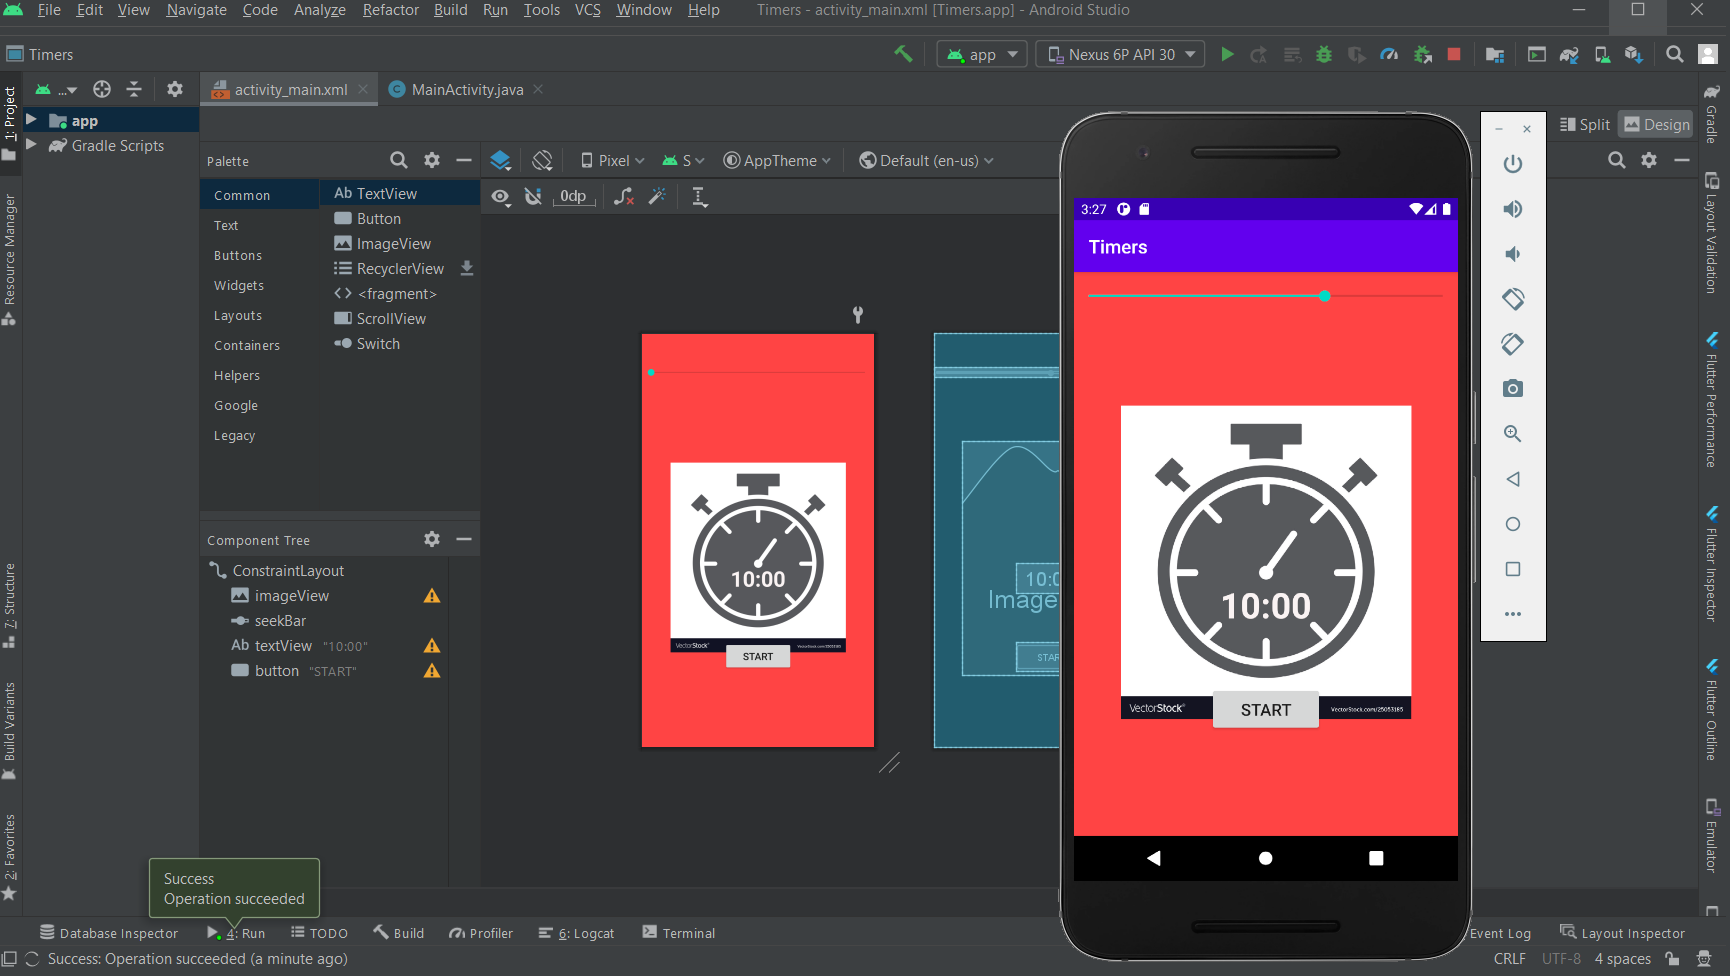 File Edit View Navigate Code Analyze Refactor Build Run Tools VCS Window Help Timers - activity_main.xml [Timers.app] - Android Studio
Timers app Nexus 6P API 30
... activity_main.xml MainActivity.java
1: Project
app
Gradle Scripts
Resource Manager
Z: Structure
Build Variants
2: Favorites
Palette
Common
Text
Buttons
Widgets
Layouts
Containers
Helpers
Google
Legacy
Ab TextView
Button
ImageView
RecyclerView
<fragment>
ScrollView
Switch
Component Tree
ConstraintLayout
imageView
seekBar
Ab textView "10:00"
button "START"
Pixel S AppTheme Default (en-us)
0dp
Split Design
10:00
VectorStock®
START
10:0
Image
STAR
3:27
Timers
10:00
VectorStock®
START
VectorStock.com/25053185
Gradle
Layout Validation
Flutter Performance
Flutter Inspector
Flutter Outline
Emulator
Success
Operation succeeded
Database Inspector 4: Run TODO Build Profiler 6: Logcat Terminal Event Log Layout Inspector
Success: Operation succeeded (a minute ago) CRLF UTF-8 4 spaces